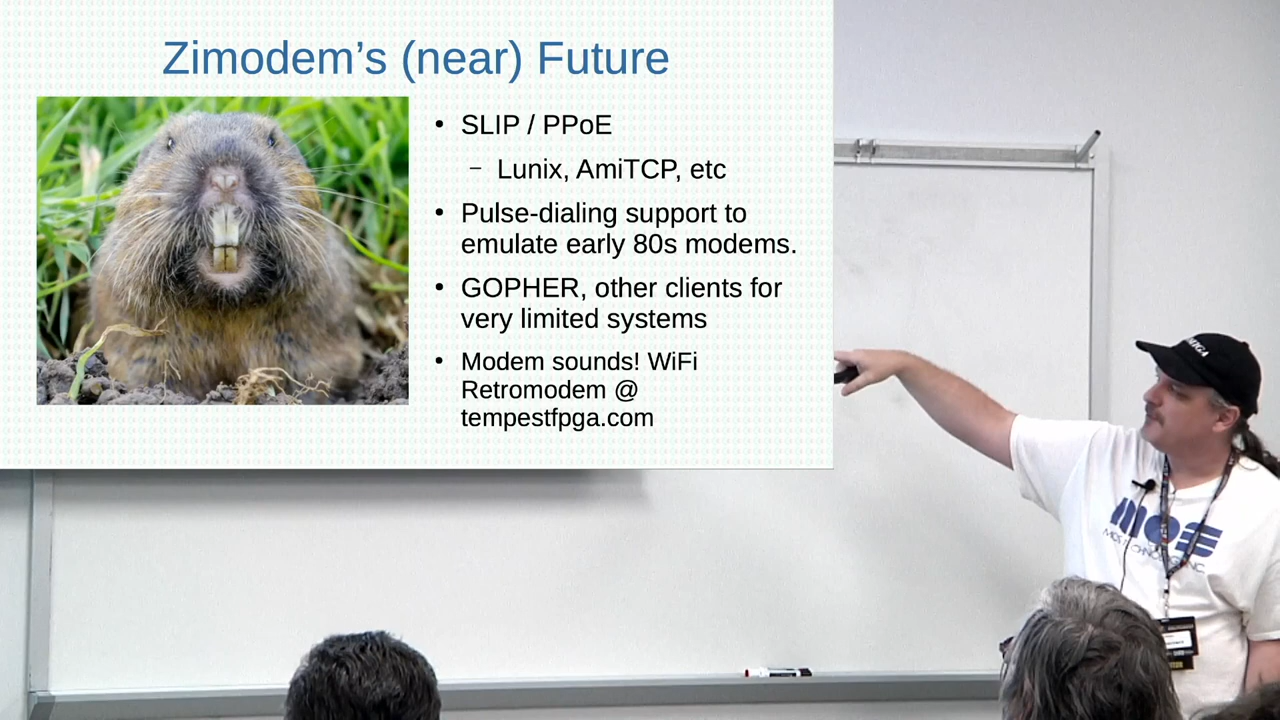 Zimodem’s (near) Future
• SLIP / PPoE
– Lunix, AmiTCP, etc
• Pulse-dialing support to
emulate early 80s modems.
• GOPHER, other clients for
very limited systems
• Modem sounds! WiFi
Retromodem @
tempestfpga.com
MOS